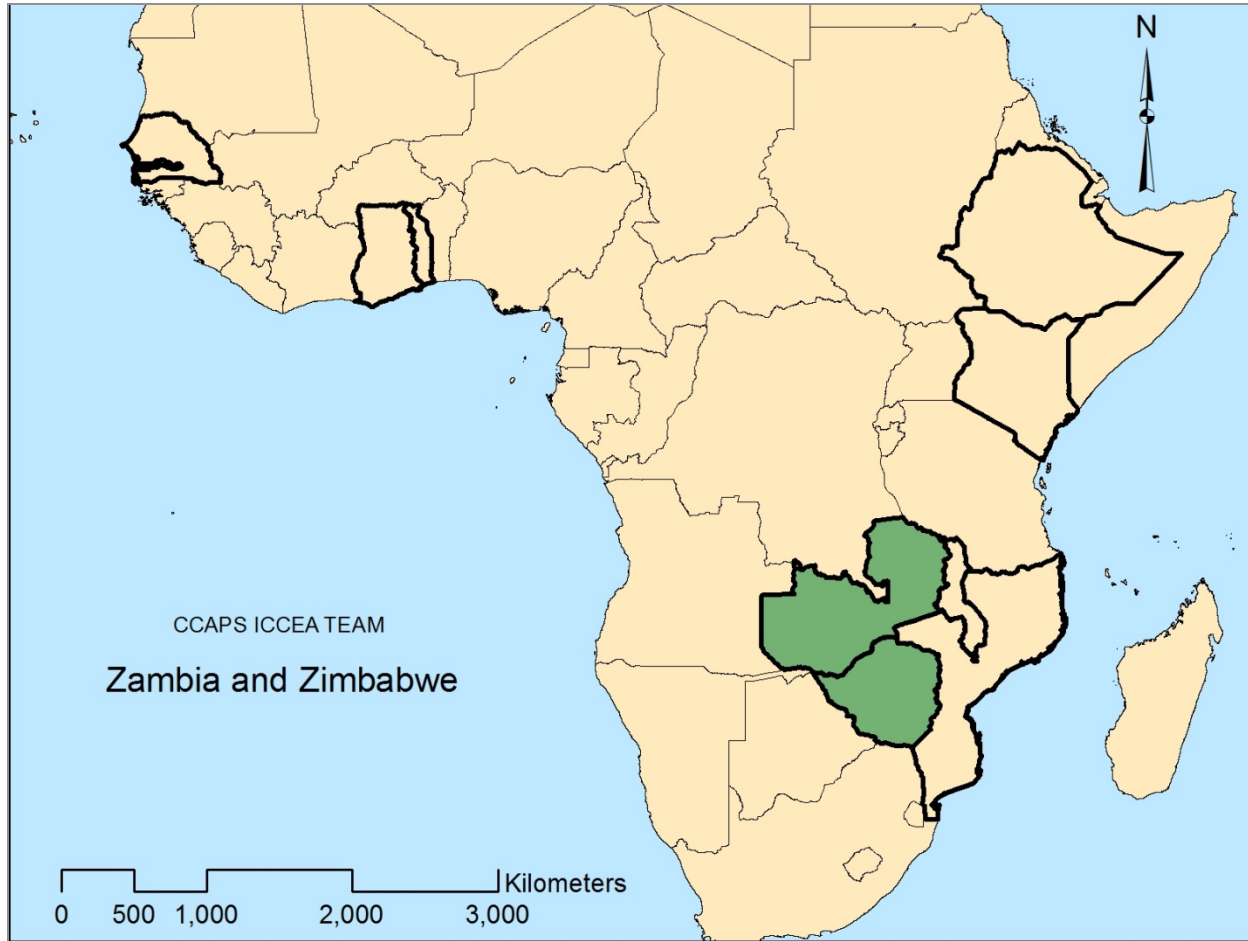 N
CCAPS ICCEA TEAM
Zambia and Zimbabwe
Kilometers
0 500 1,000 2,000 3,000